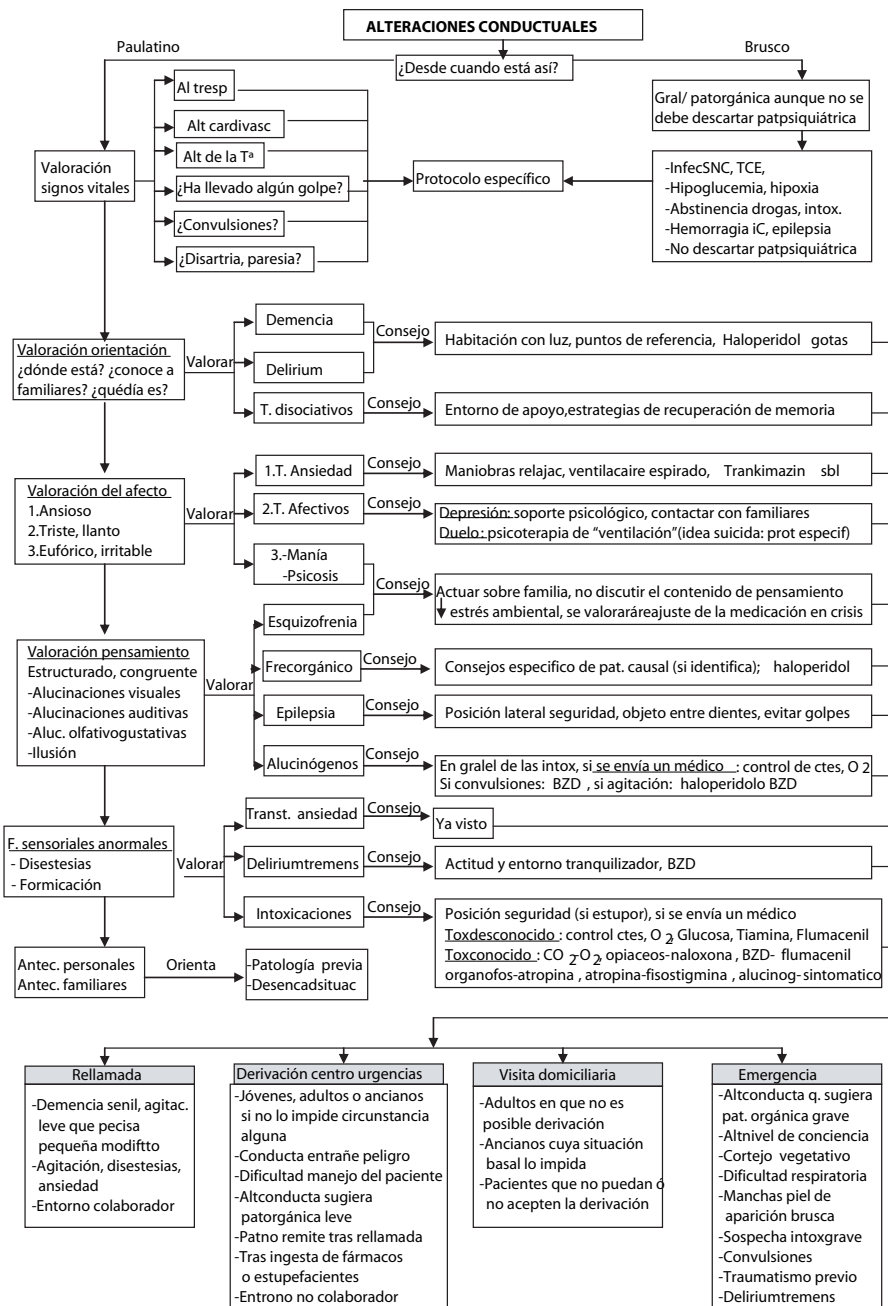 ALTERACIONES CONDUCTUALES
Paulatino
Brusco
¿Desde cuando está así?
Al tresp
Alt cardivasc
Alt de la Tª
¿Ha llevado algún golpe?
¿Convulsiones?
¿Disartria, paresia?
Valoración
signos vitales
Protocolo específico
Gral/ patorgánica aunque no se
debe descartar patpsiquiátrica
-InfecSNC, TCE,
-Hipoglucemia, hipoxia
-Abstinencia drogas, intox.
-Hemorragia iC, epilepsia
-No descartar patpsiquiátrica
Valoración orientación
¿dónde está? ¿conoce a
familiares? ¿quédía es?
Valorar
Demencia
Delirium
Consejo
Habitación con luz, puntos de referencia, Haloperidol gotas
T. disociativos
Consejo
Entorno de apoyo,estrategias de recuperación de memoria
Valoración del afecto
1.Ansioso
2.Triste, llanto
3.Eufórico, irritable
Valorar
1.T. Ansiedad
Consejo
Maniobras relajac, ventilacaire espirado, Trankimazin sbl
2.T. Afectivos
Consejo
Depresión: soporte psicológico, contactar con familiares
Duelo: psicoterapia de “ventilación”(idea suicida: prot especif)
3.-Manía
-Psicosis
Consejo
Actuar sobre familia, no discutir el contenido de pensamiento
estrés ambiental, se valoraráreajuste de la medicación en crisis
Valoración pensamiento
Estructurado, congruente
-Alucinaciones visuales
-Alucinaciones auditivas
-Aluc. olfativogustativas
-Ilusión
Valorar
Esquizofrenia
Frecorgánico
Consejo
Consejos especifico de pat. causal (si identifica); haloperidol
Epilepsia
Consejo
Posición lateral seguridad, objeto entre dientes, evitar golpes
Alucinógenos
Consejo
En gralel de las intox, si se envía un médico : control de ctes, O 2
Si convulsiones: BZD , si agitación: haloperidolo BZD
F. sensoriales anormales
- Disestesias
- Formicación
Valorar
Transt. ansiedad
Consejo
Ya visto
Deliriumtremens
Consejo
Actitud y entorno tranquilizador, BZD
Intoxicaciones
Consejo
Posición seguridad (si estupor), si se envía un médico
Toxdesconocido : control ctes, O 2, Glucosa, Tiamina, Flumacenil
Toxconocido : CO 2-O 2, opiaceos-naloxona , BZD- flumacenil
organofos-atropina , atropina-fisostigmina , alucinog-sintomatico
Antec. personales
Antec. familiares
Orienta
-Patología previa
-Desencadsituac
Rellamada
-Demencia senil, agitac.
leve que pecisa
pequeña modiftto
-Agitación, disestesias,
ansiedad
-Entorno colaborador
Derivación centro urgencias
-Jóvenes, adultos o ancianos
si no lo impide circunstancia
alguna
-Conducta entrañe peligro
-Dificultad manejo del paciente
-Altconducta sugiera
patorgánica leve
-Patno remite tras rellamada
-Tras ingesta de fármacos
o estupefacientes
-Entrono no colaborador
Visita domiciliaria
-Adultos en que no es
posible derivación
-Ancianos cuya situación
basal lo impida
-Pacientes que no puedan ó
no acepten la derivación
Emergencia
-Altconducta q. sugiera
pat. orgánica grave
-Altnivel de conciencia
-Cortejo vegetativo
-Dificultad respiratoria
-Manchas piel de
aparición brusca
-Sospecha intoxgrave
-Convulsiones
-Traumatismo previo
-Deliriumtremens